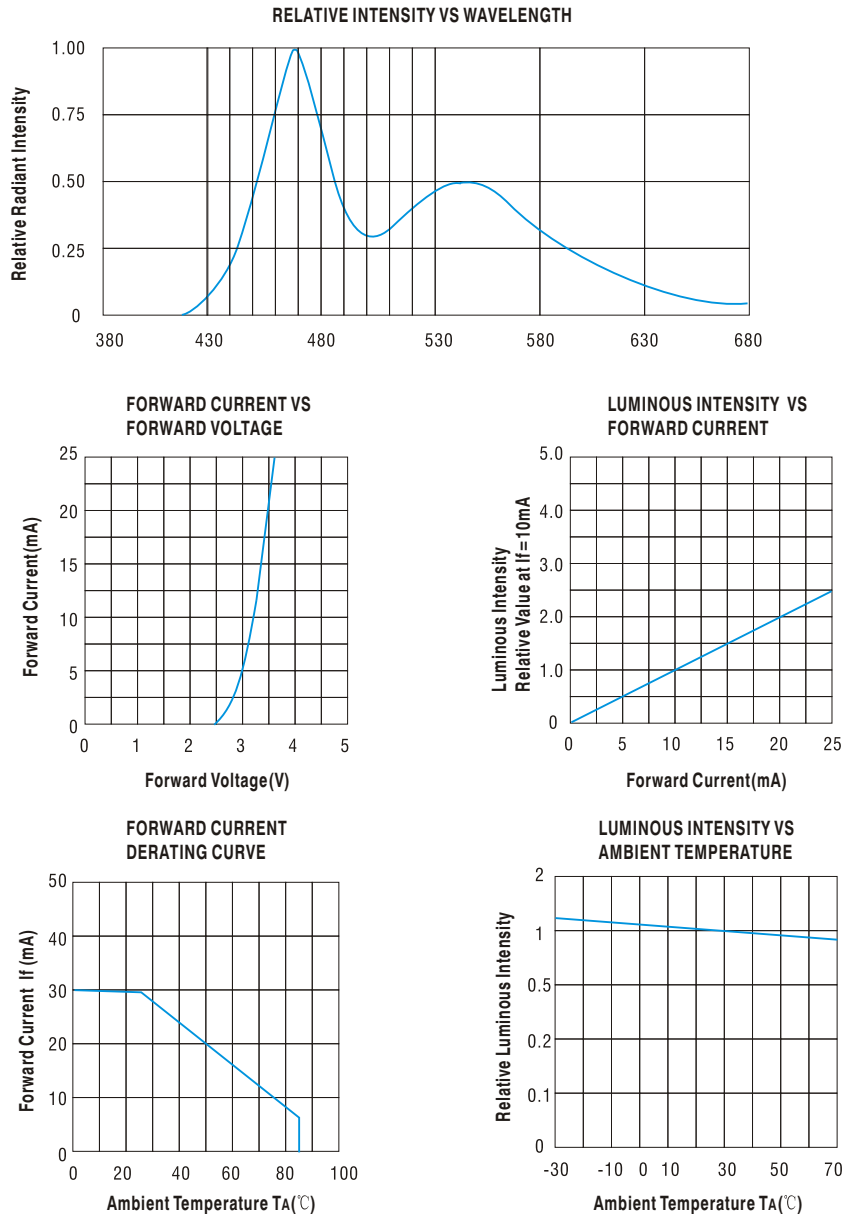 RELATIVE INTENSITY VS WAVELENGTH
Relative Radiant Intensity
1.00
0.75
0.50
0.25
0
380 430 480 530 580 630 680
FORWARD CURRENT VS
FORWARD VOLTAGE
Forward Current(mA)
25
20
15
10
5
0
0 1 2 3 4 5
Forward Voltage(V)
LUMINOUS INTENSITY VS
FORWARD CURRENT
Luminous Intensity
Relative Value at If=10mA
5.0
4.0
3.0
2.0
1.0
0
0 5 10 15 20 25
Forward Current(mA)
FORWARD CURRENT
DERATING CURVE
Forward Current If (mA)
50
40
30
20
10
0
0 20 40 60 80 100
Ambient Temperature TA(℃)
LUMINOUS INTENSITY VS
AMBIENT TEMPERATURE
Relative Luminous Intensity
2
1
0.5
0.2
0.1
0
-30 -10 0 10 30 50 70
Ambient Temperature TA(℃)